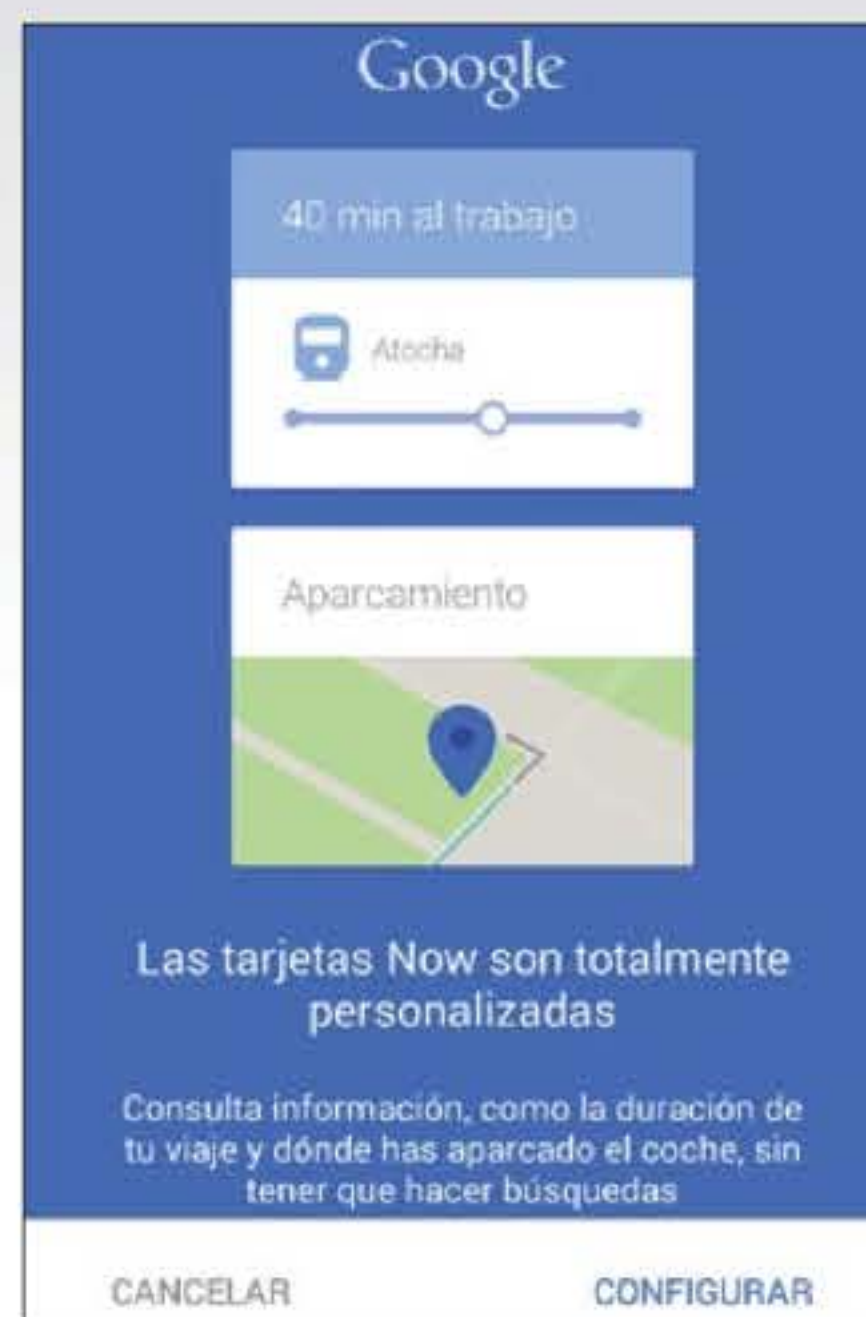 Google
40 min al trabajo
Atocha
Aparcamiento
Las tarjetas Now son totalmente
personalizadas
Consulta información, como la duración de
tu viaje y dónde has aparcado el coche, sin
tener que hacer búsquedas
CANCELAR CONFIGURAR